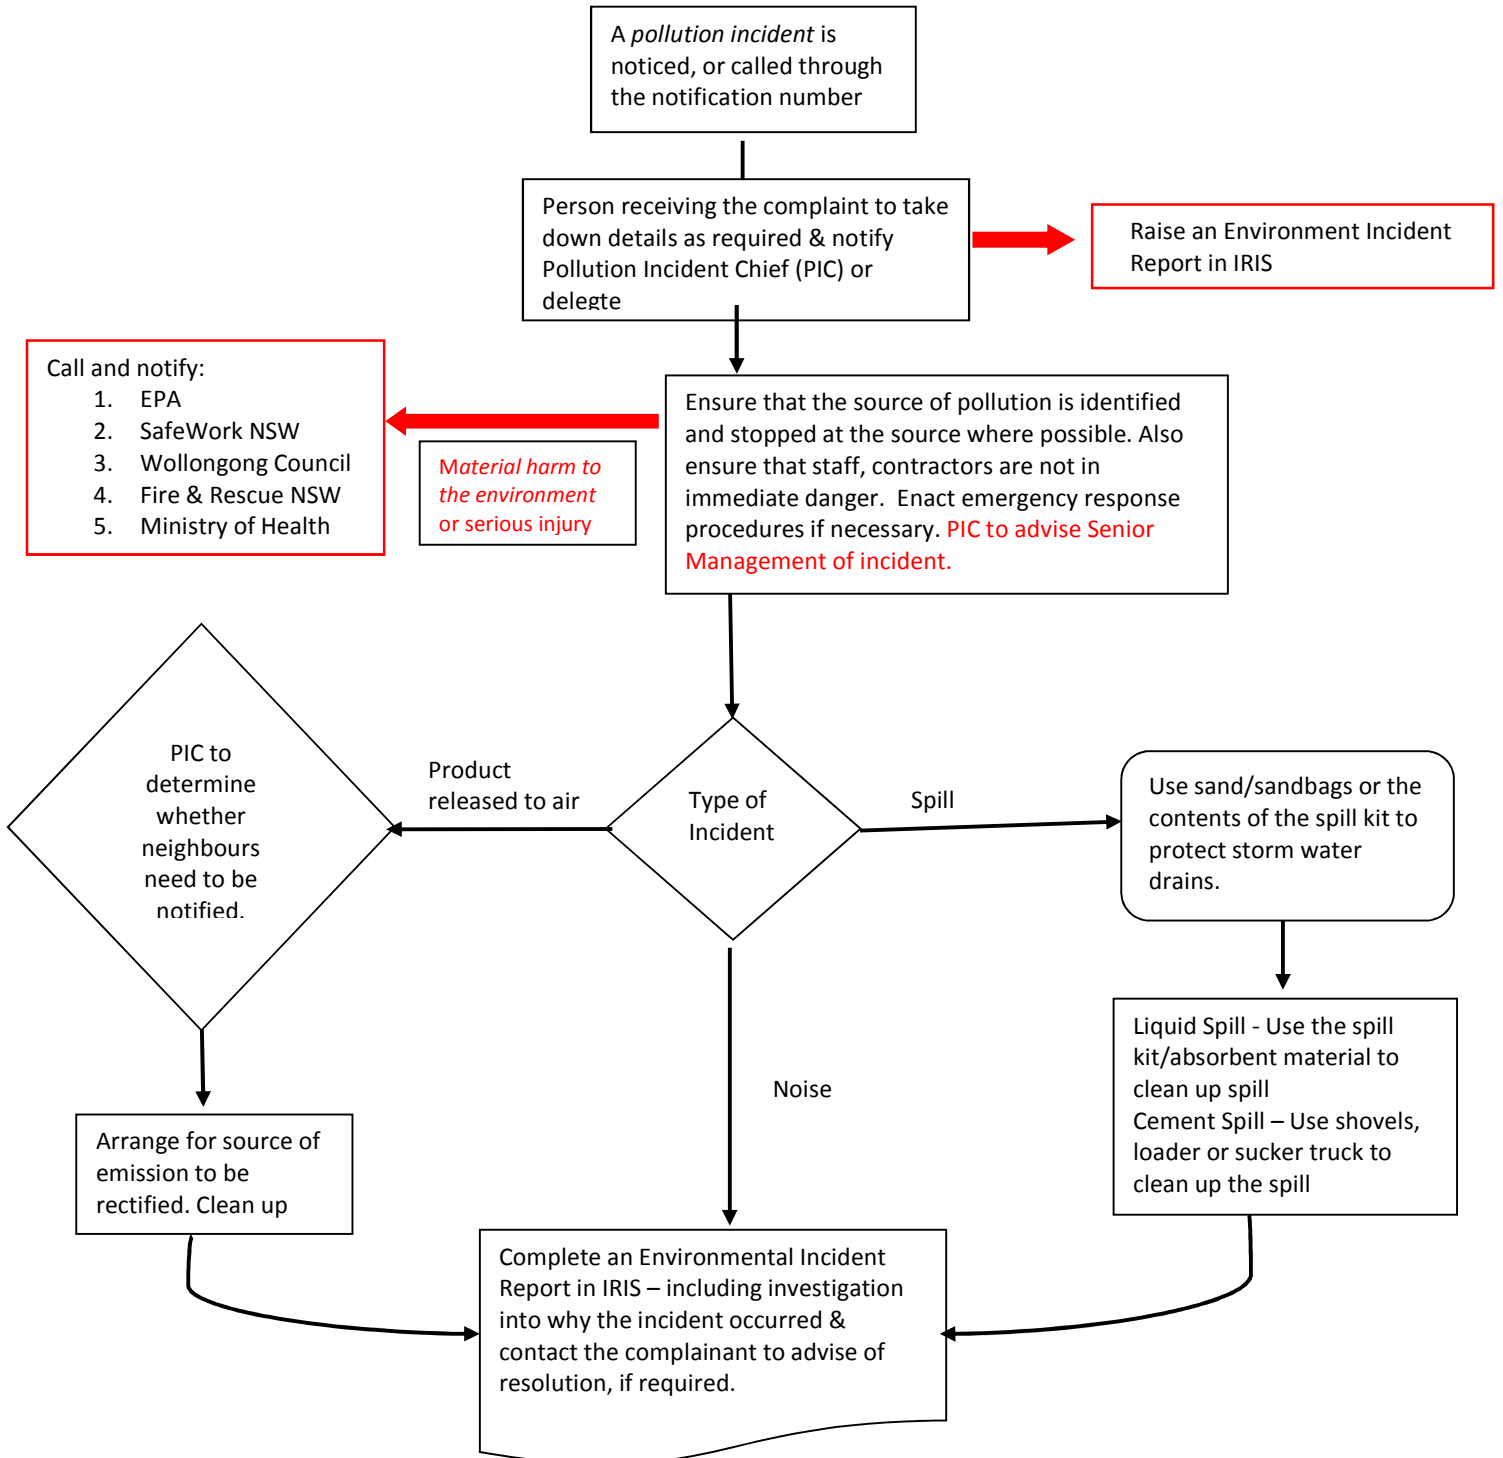 A pollution incident is
noticed, or called through
the notification number
Person receiving the complaint to take
down details as required & notify
Pollution Incident Chief (PIC) or
delegte
Raise an Environment Incident
Report in IRIS
Call and notify:
1. EPA
2. SafeWork NSW
3. Wollongong Council
4. Fire & Rescue NSW
5. Ministry of Health
Material harm to
the environment
or serious injury
Ensure that the source of pollution is identified
and stopped at the source where possible. Also
ensure that staff, contractors are not in
immediate danger.  Enact emergency response
procedures if necessary. PIC to advise Senior
Management of incident.
PIC to
determine
whether
neighbours
need to be
notified.
Product
released to air
Type of
Incident
Spill
Use sand/sandbags or the
contents of the spill kit to
protect storm water
drains.
Liquid Spill - Use the spill
kit/absorbent material to
clean up spill
Cement Spill – Use shovels,
loader or sucker truck to
clean up the spill
Noise
Arrange for source of
emission to be
rectified. Clean up
Complete an Environmental Incident
Report in IRIS – including investigation
into why the incident occurred &
contact the complainant to advise of
resolution, if required.